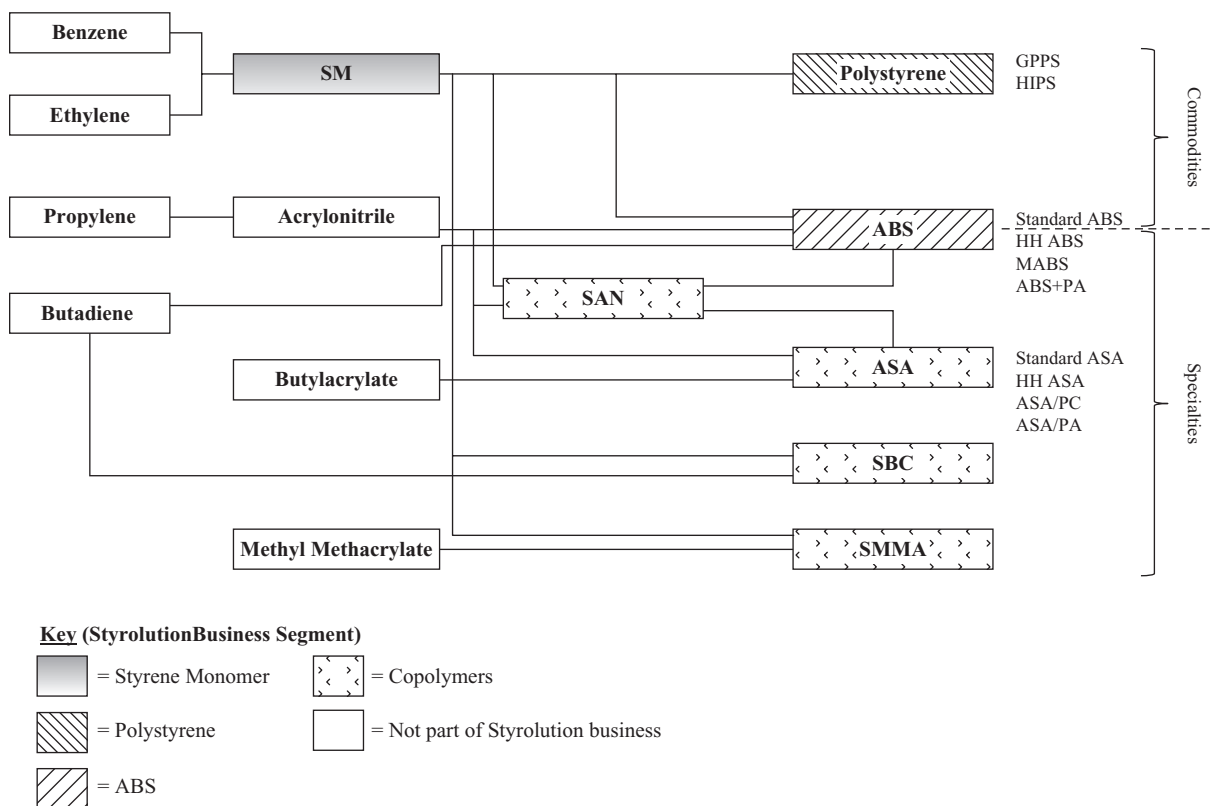 Benzene
SM
Polystyrene
GPPS
HIPS
Ethylene
Commodities
Propylene
Acrylonitrile
ABS
Standard ABS
HH ABS
MABS
ABS+PA
Butadiene
SAN
Butylacrylate
ASA
Standard ASA
HH ASA
ASA/PC
ASA/PA
Specialties
SBC
Methyl Methacrylate
SMMA
Key (StyrolutionBusiness Segment)
= Styrene Monomer
= Copolymers
= Polystyrene
= Not part of Styrolution business
= ABS